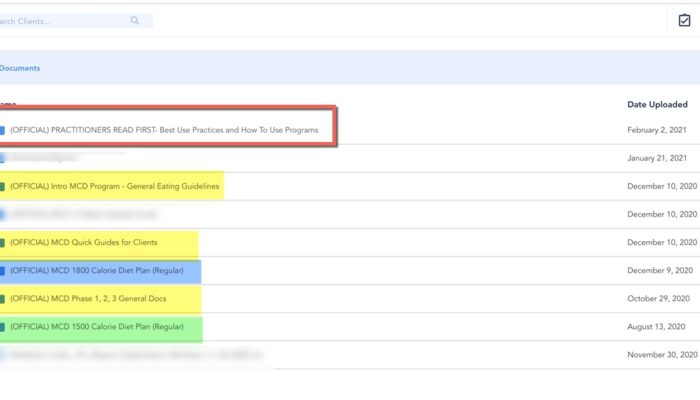 arch Clients...
Documents
ame
Date Uploaded
(OFFICIAL) PRACTITIONERS READ FIRST- Best Use Practices and How To Use Programs
February 2, 2021
January 21, 2021
(OFFICIAL) Intro MCD Program - General Eating Guidelines
December 10, 2020
December 10, 2020
(OFFICIAL) MCD Quick Guides for Clients
December 10, 2020
(OFFICIAL) MCD 1800 Calorie Diet Plan (Regular)
December 9, 2020
(OFFICIAL) MCD Phase 1, 2, 3 General Docs
October 29, 2020
(OFFICIAL) MCD 1500 Calorie Diet Plan (Regular)
August 13, 2020
November 30, 2020